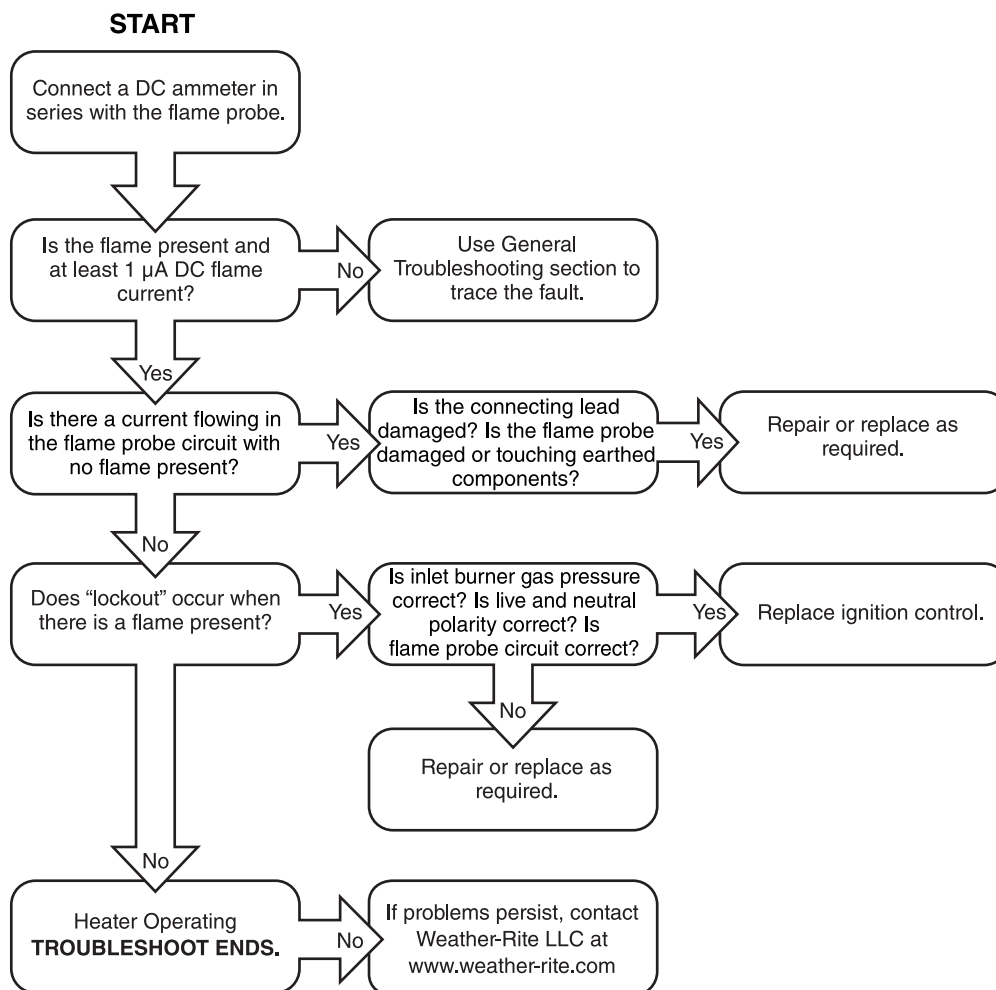 START
Connect a DC ammeter in
series with the flame probe.
Is the flame present and
at least 1 µA DC flame
current?
No
Use General
Troubleshooting section to
trace the fault.
Yes
Is there a current flowing in
the flame probe circuit with
no flame present?
Yes
Is the connecting lead
damaged? Is the flame probe
damaged or touching earthed
components?
Yes
Repair or replace as
required.
No
Does “lockout” occur when
there is a flame present?
Yes
Is inlet burner gas pressure
correct? Is live and neutral
polarity correct? Is
flame probe circuit correct?
Yes
Replace ignition control.
No
Repair or replace as
required.
No
Heater Operating
TROUBLESHOOT ENDS.
No
If problems persist, contact
Weather-Rite LLC at
www.weather-rite.com